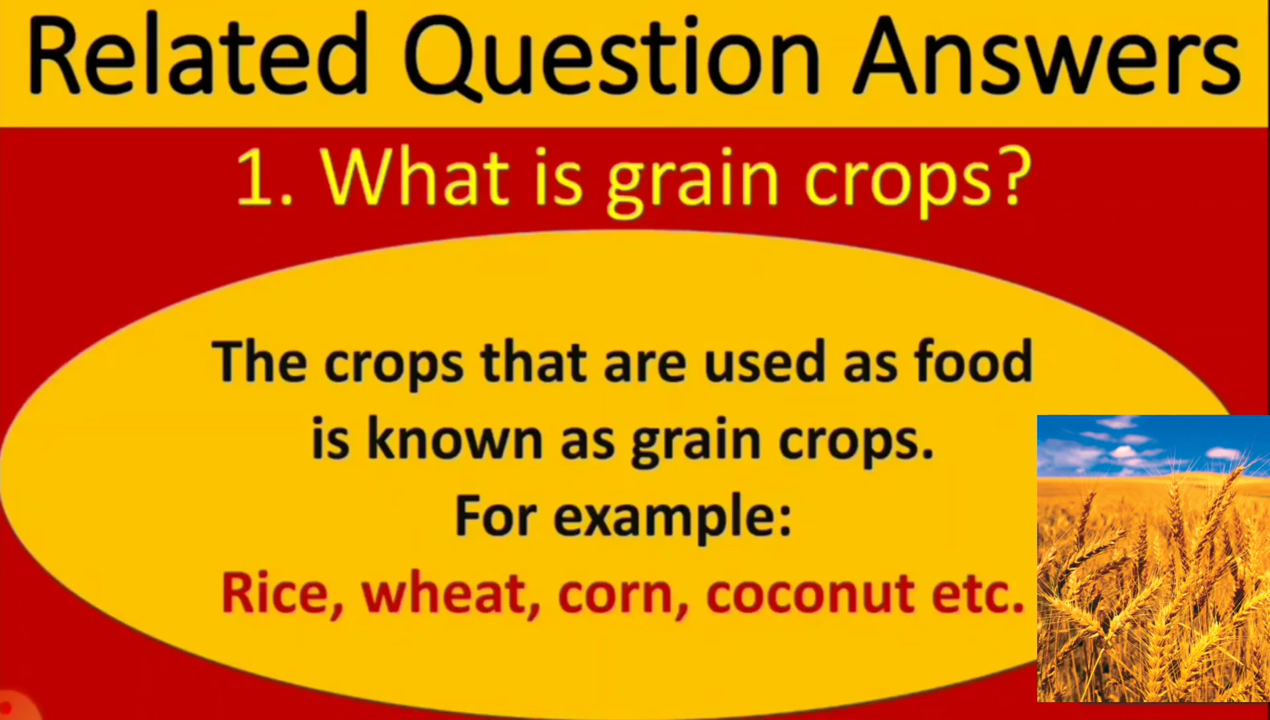 Related Question Answers
1. What is grain crops?
The crops that are used as food
is known as grain crops.
For example:
Rice, wheat, corn, coconut etc.